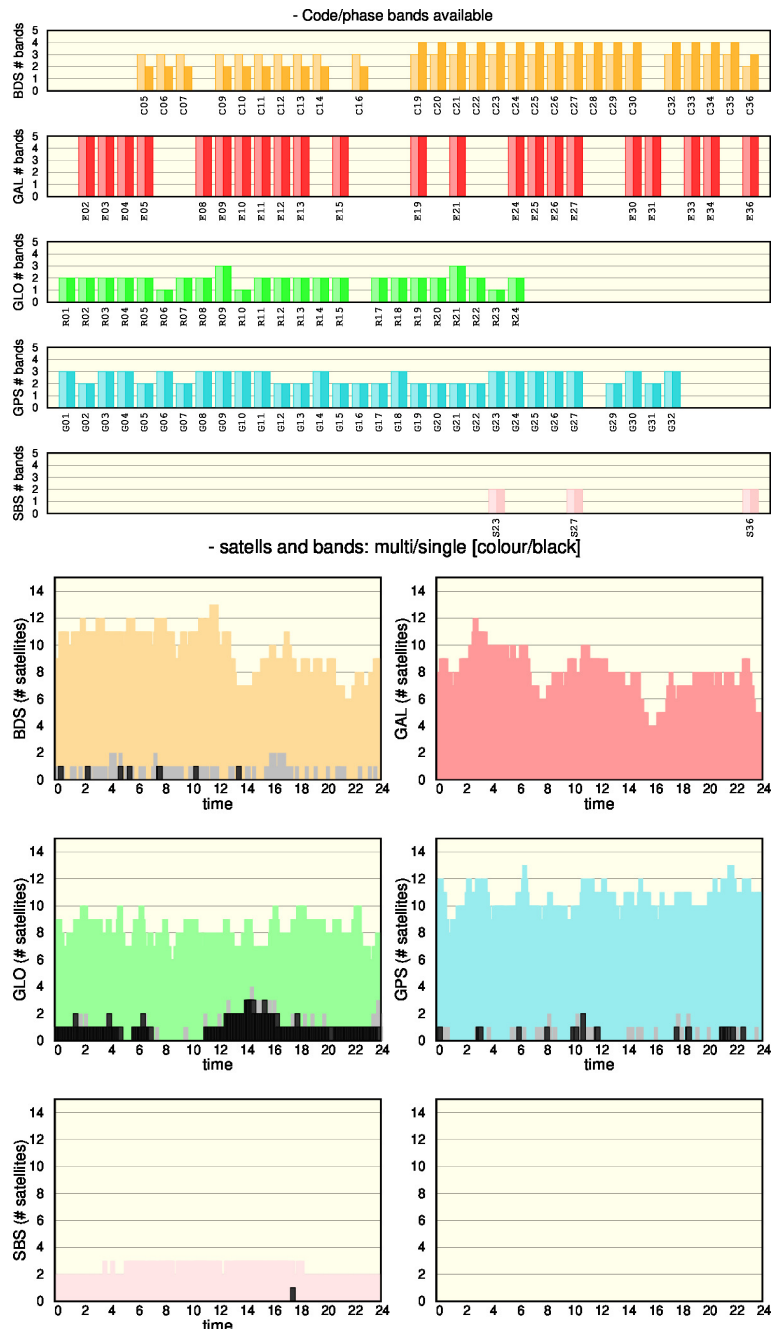 - Code/phase bands available
BDS # bands
5
4
3
2
1
0
C05 C06 C07 C09 C10 C11 C12 C13 C14 C16 C19 C20 C21 C22 C23 C24 C25 C26 C27 C28 C29 C30 C32 C33 C34 C35 C36
GAL # bands
5
4
3
2
1
0
E02 E03 E04 E05 E08 E09 E10 E11 E12 E13 E15 E19 E21 E24 E25 E26 E27 E30 E31 E33 E34 E36
GLO # bands
5
4
3
2
1
0
R01 R02 R03 R04 R05 R06 R07 R08 R09 R10 R11 R12 R13 R14 R15 R17 R18 R19 R20 R21 R22 R23 R24
GPS # bands
5
4
3
2
1
0
G01 G02 G03 G04 G05 G06 G07 G08 G09 G10 G11 G12 G13 G14 G15 G16 G17 G18 G19 G20 G21 G22 G23 G24 G25 G26 G27 G29 G30 G31 G32
SBS # bands
5
4
3
2
1
0
S23 S27 S36
- satells and bands: multi/single [colour/black]
BDS (# satellites)
14
12
10
8
6
4
2
0
0 2 4 6 8 10 12 14 16 18 20 22 24
time
GAL (# satellites)
14
12
10
8
6
4
2
0
0 2 4 6 8 10 12 14 16 18 20 22 24
time
GLO (# satellites)
14
12
10
8
6
4
2
0
0 2 4 6 8 10 12 14 16 18 20 22 24
time
GPS (# satellites)
14
12
10
8
6
4
2
0
0 2 4 6 8 10 12 14 16 18 20 22 24
time
SBS (# satellites)
14
12
10
8
6
4
2
0
0 2 4 6 8 10 12 14 16 18 20 22 24
time
14
12
10
8
6
4
2
0
0 2 4 6 8 10 12 14 16 18 20 22 24